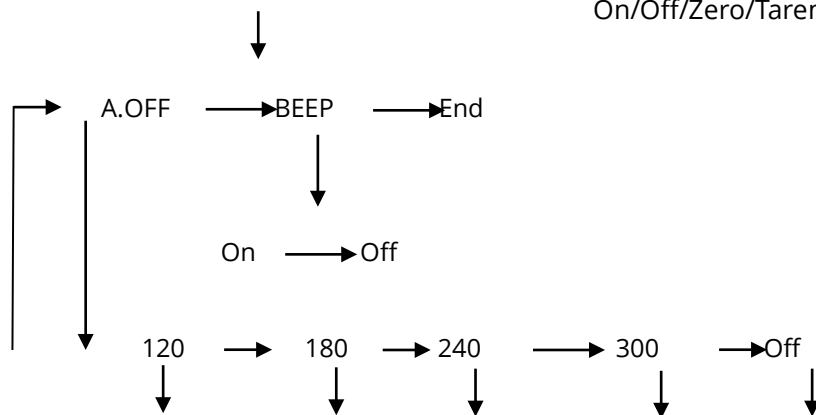 On/Off/Zero/Tarer
A.OFF BEEP End
On Off
120 180 240 300 Off